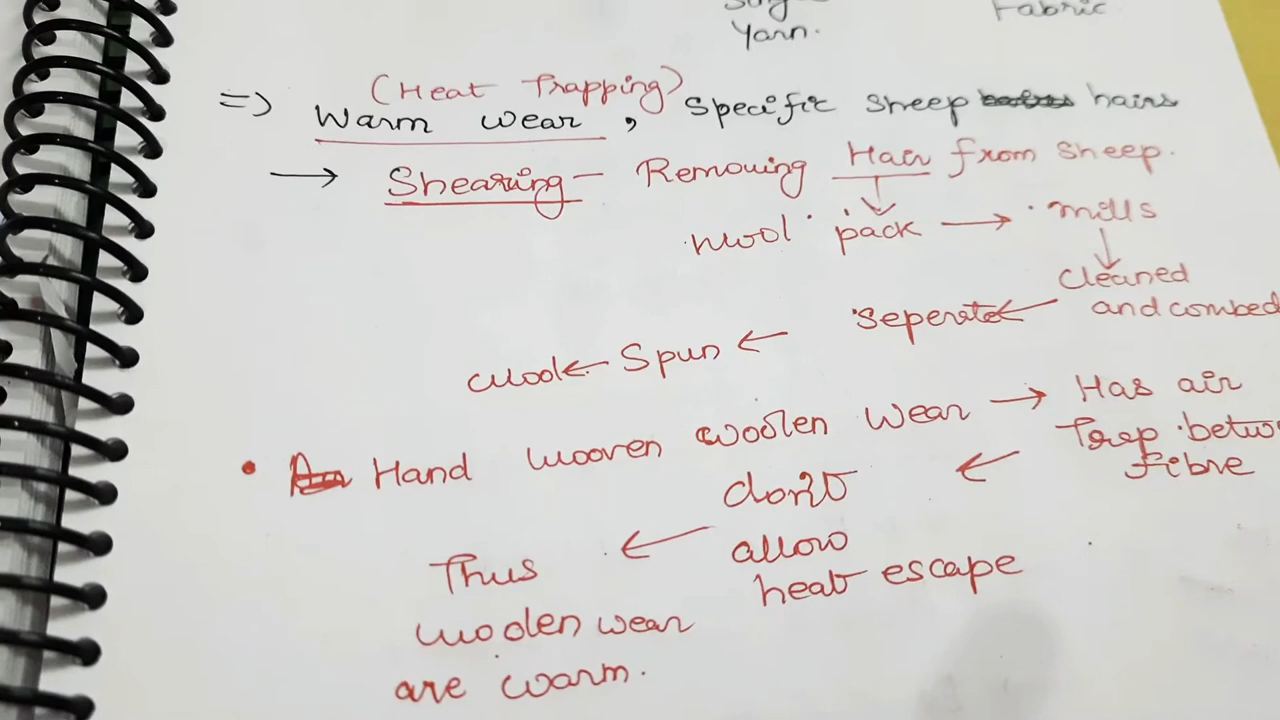 Yarn.
Fabric
(Heat Trapping)
=> Warm wear, Specific sheep hairs
→ Shearing - Removing Hair from sheep.
wool pack → mills
cleaned
and combed
Seperate ←
wool ← Spun ←
• Hand wooven woolen wear → Has air
Trap betwe
fibre
don't ←
allow
heat escape
Thus ←
woolen wear
are warm.